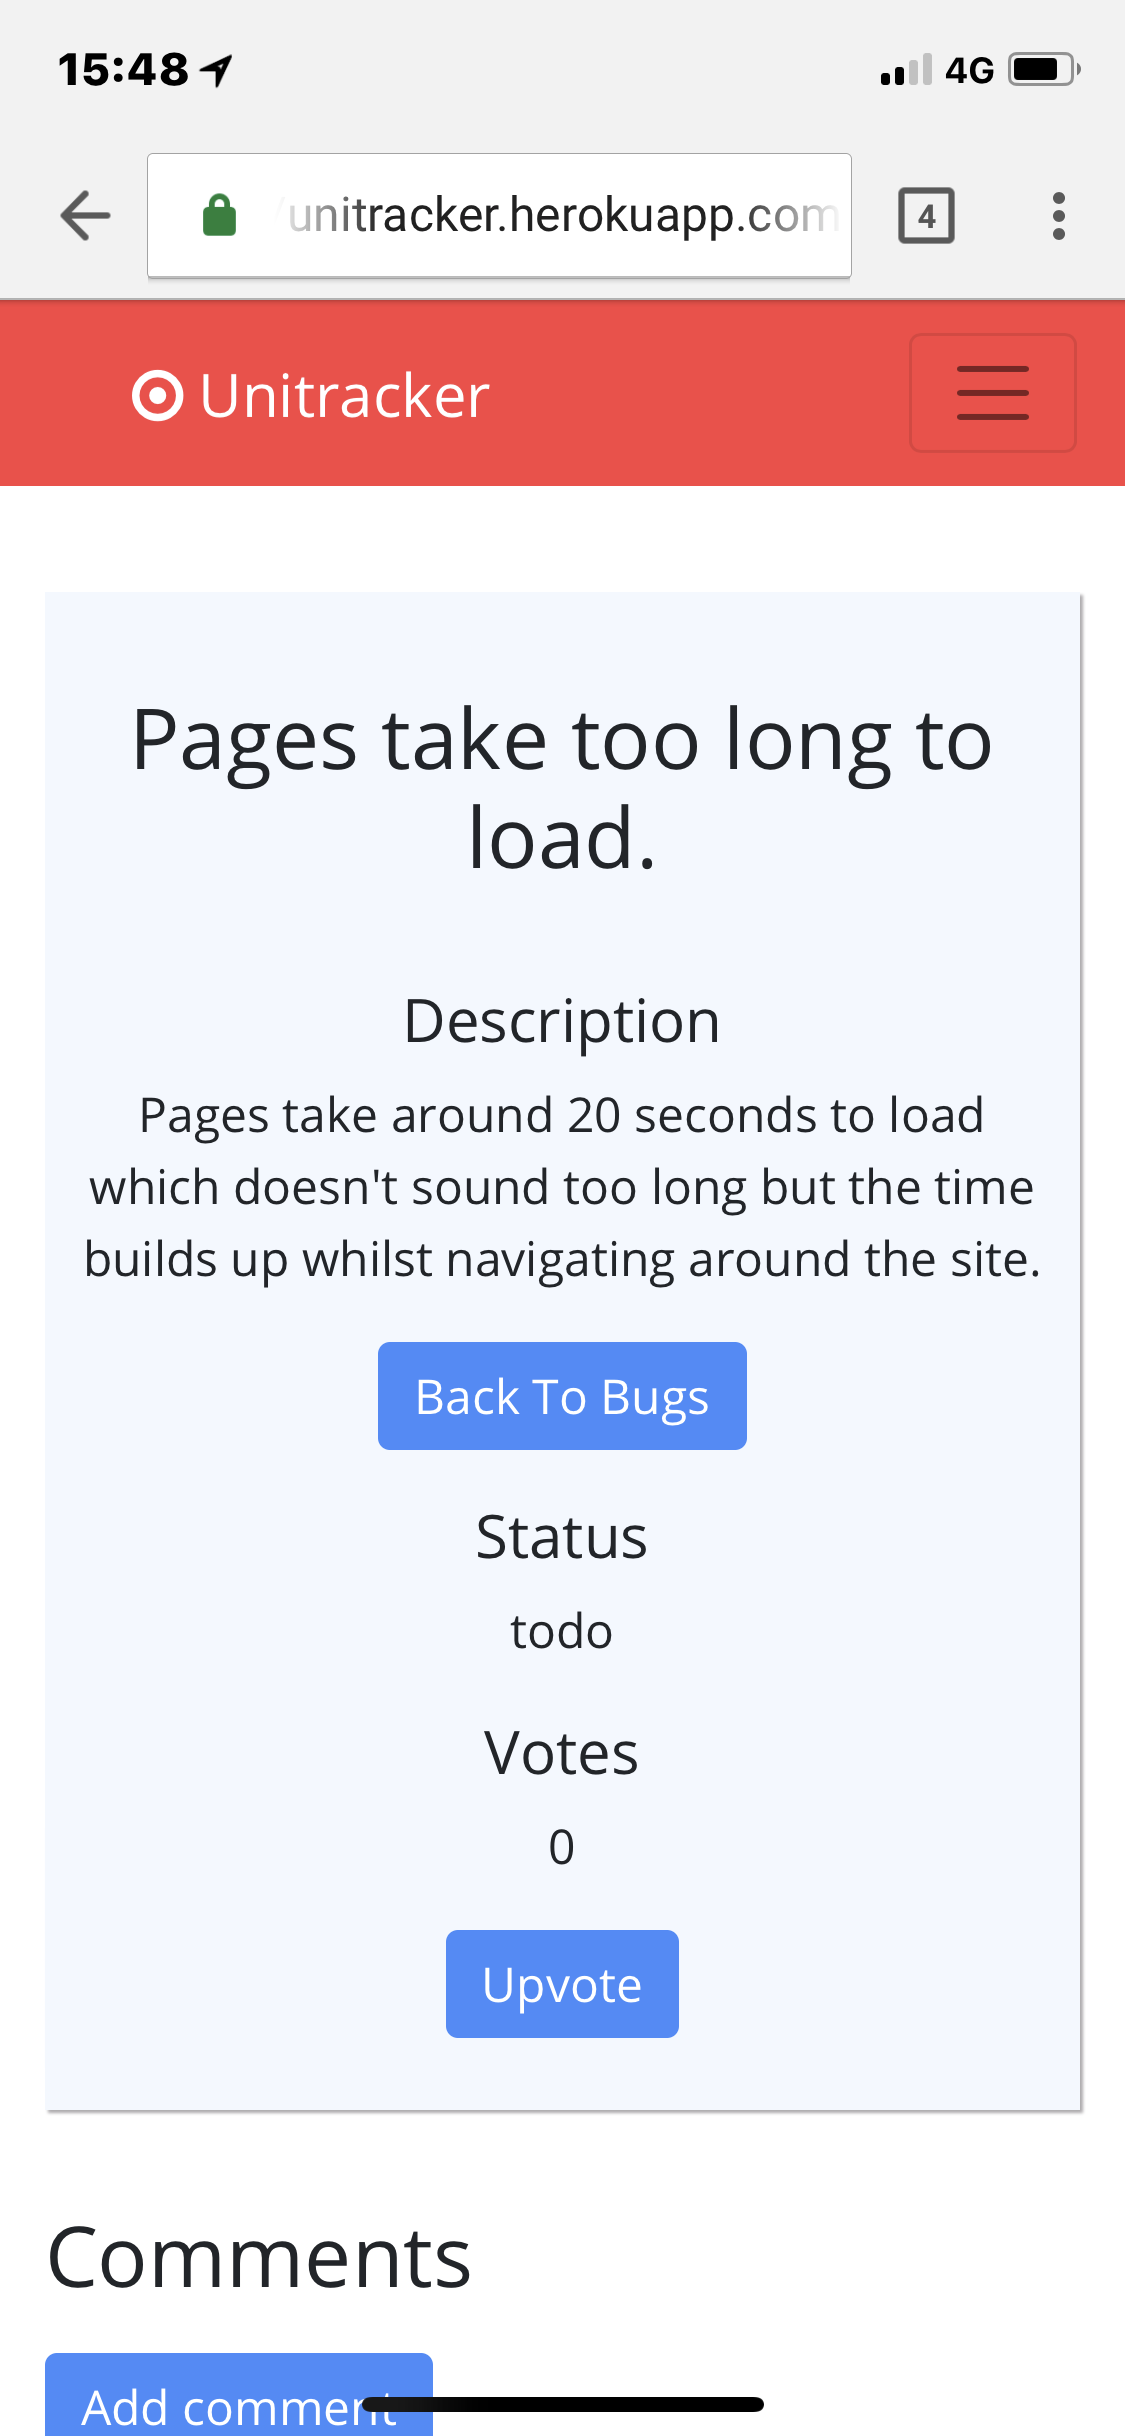 15:48 4G
unitracker.herokuapp.com 4
Unitracker
Pages take too long to
load.
Description
Pages take around 20 seconds to load
which doesn't sound too long but the time
builds up whilst navigating around the site.
Back To Bugs
Status
todo
Votes
0
Upvote
Comments
Add comment